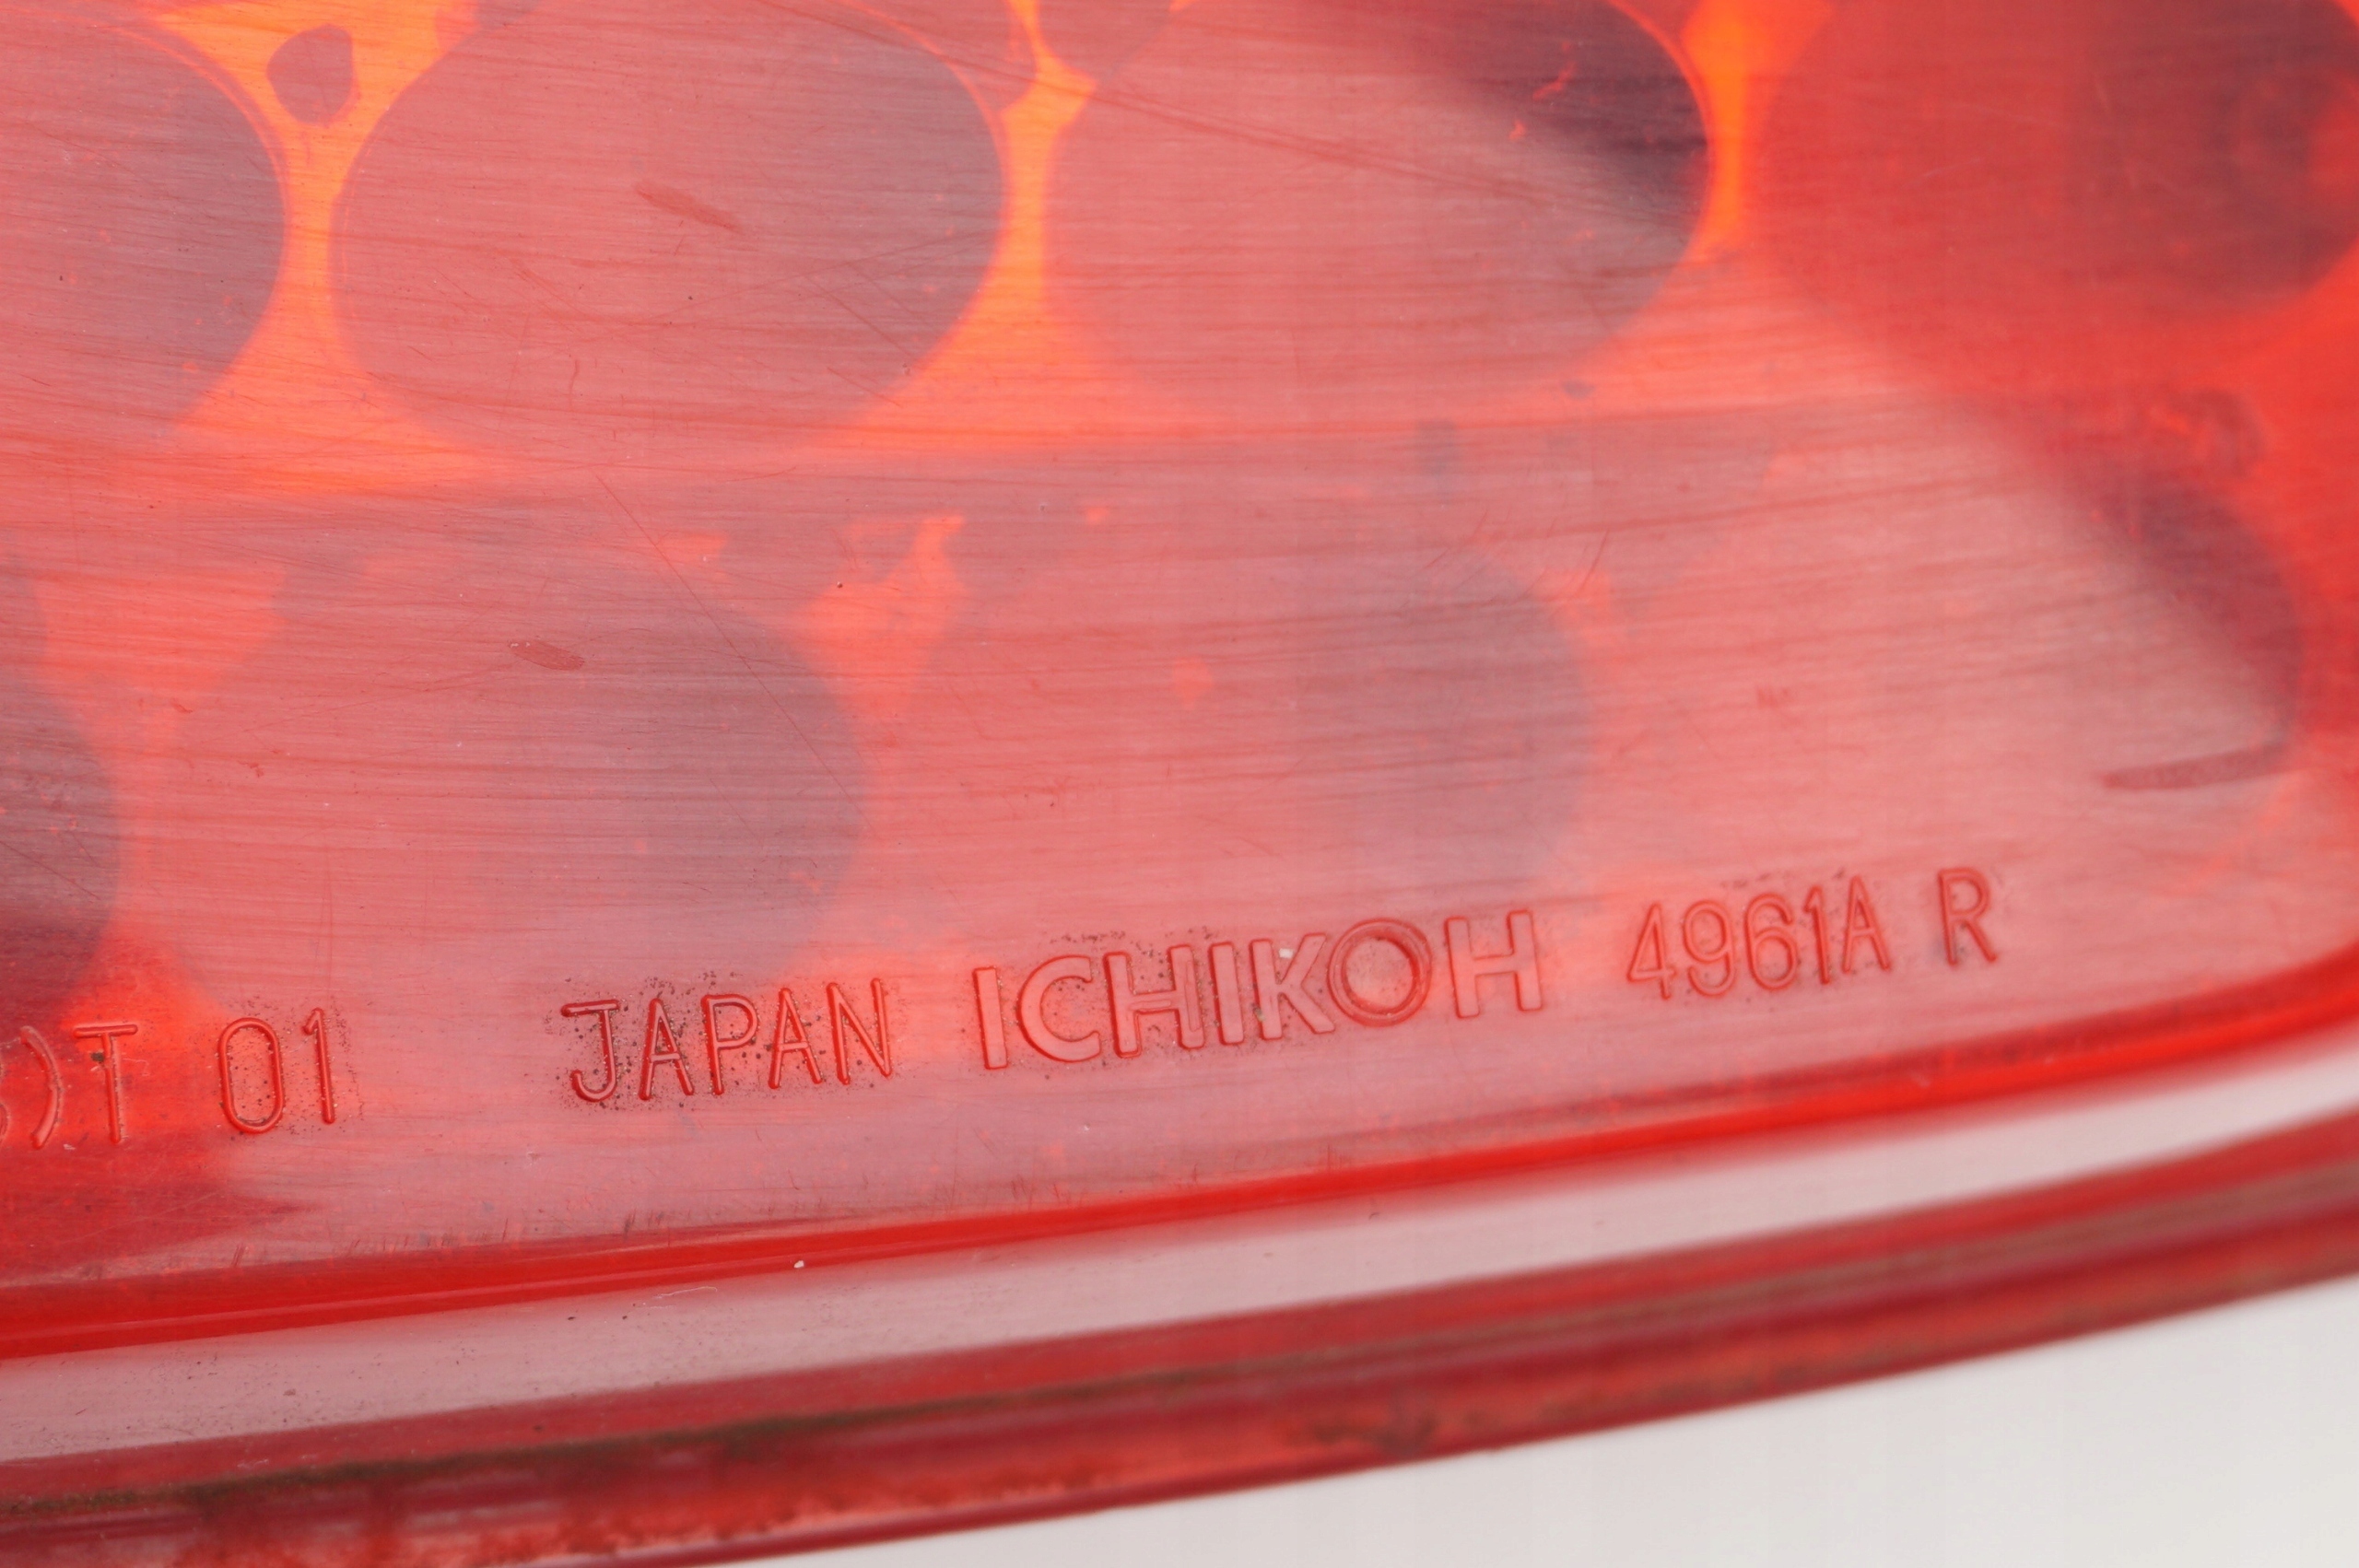 )T 01 JAPAN ICHIKOH 4961A R